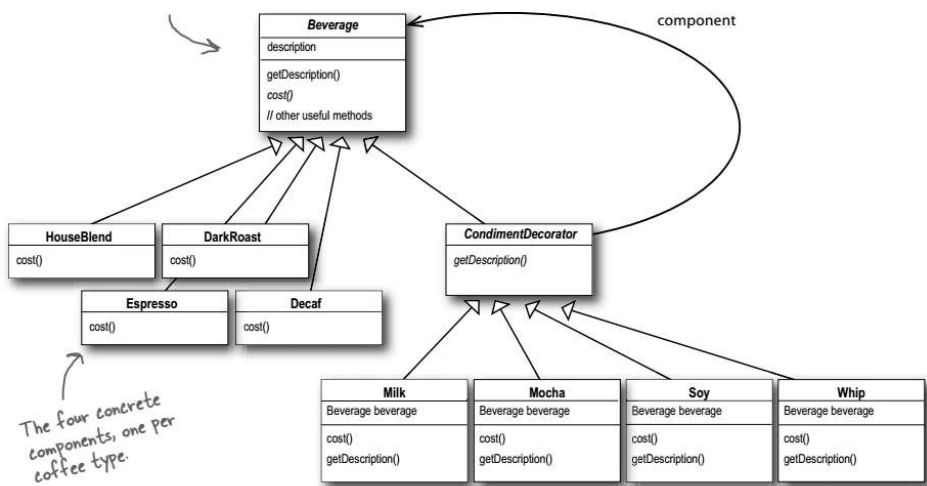 component
Beverage
description
getDescription()
cost()
// other useful methods
HouseBlend
cost()
DarkRoast
cost()
CondimentDecorator
getDescription()
Espresso
cost()
Decaf
cost()
The four concrete
components, one per
coffee type.
Milk
Beverage beverage
cost()
getDescription()
Mocha
Beverage beverage
cost()
getDescription()
Soy
Beverage beverage
cost()
getDescription()
Whip
Beverage beverage
cost()
getDescription()